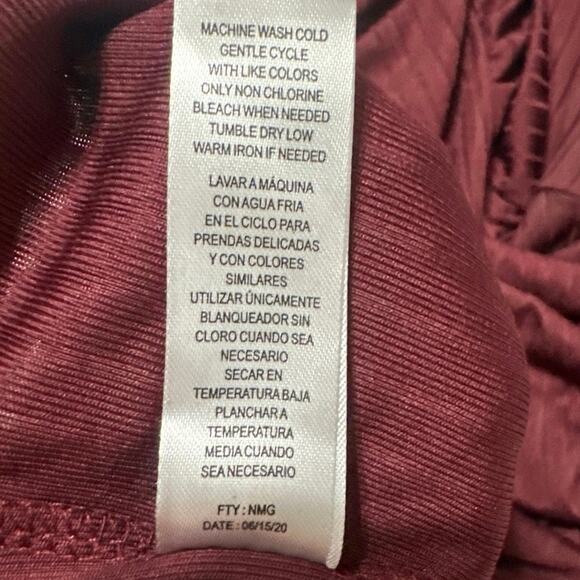 MACHINE WASH COLD
GENTLE CYCLE
WITH LIKE COLORS
ONLY NON CHLORINE
BLEACH WHEN NEEDED
TUMBLE DRY LOW
WARM IRON IF NEEDED
LAVAR A MÁQUINA
CON AGUA FRIA
EN EL CICLO PARA
PRENDAS DELICADAS
Y CON COLORES
SIMILARES
UTILIZAR ÚNICAMENTE
BLANQUEADOR SIN
CLORO CUANDO SEA
NECESARIO
SECAR EN
TEMPERATURA BAJA
PLANCHAR A
TEMPERATURA
MEDIA CUANDO
SEA NECESARIO
FTY : NMG
DATE : 06/15/20